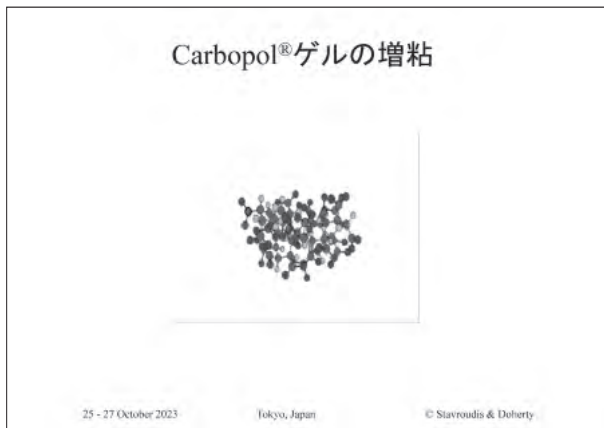 Carbopol®ゲルの増粘
25 - 27 October 2023
Tokyo, Japan
© Stavroudis & Doherty